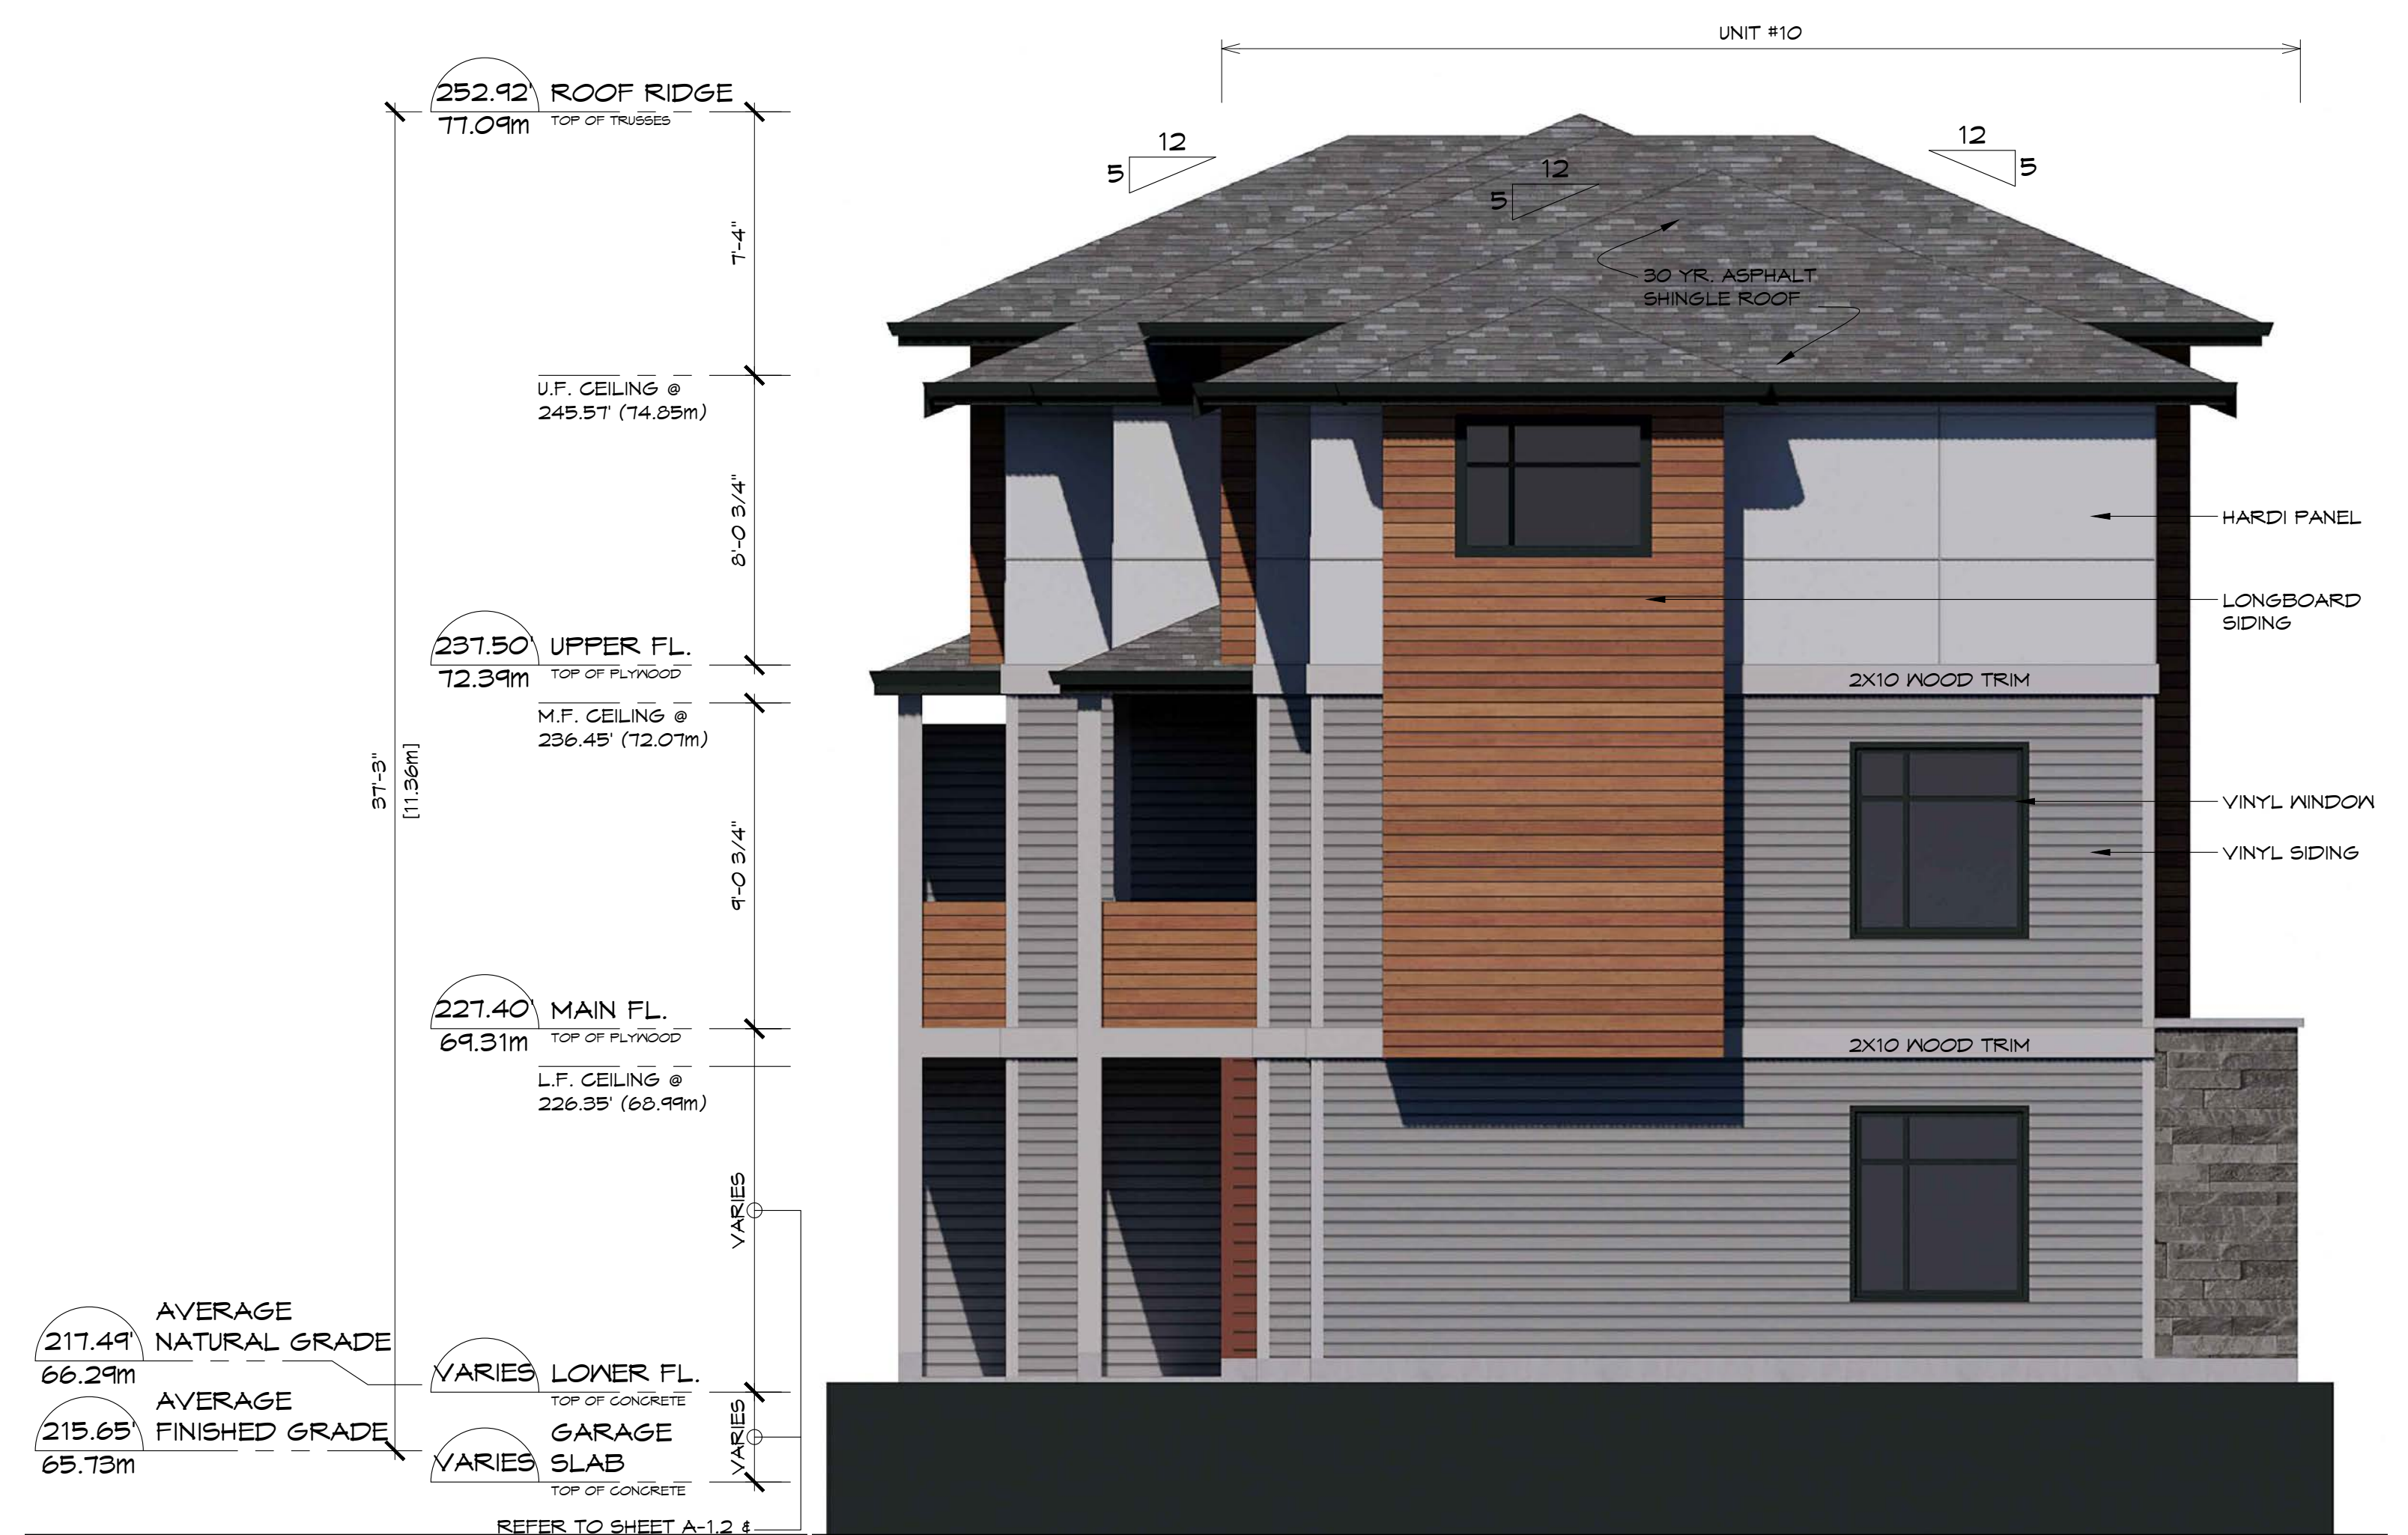 UNIT #10
252.92' ROOF RIDGE
77.09m TOP OF TRUSSES
12
5
12
5
12
5
7'-4"
30 YR. ASPHALT
SHINGLE ROOF
U.F. CEILING @
245.57' (74.85m)
8'-0 3/4"
HARDI PANEL
LONGBOARD
SIDING
237.50' UPPER FL.
72.39m TOP OF PLYWOOD
2X10 WOOD TRIM
M.F. CEILING @
236.45' (72.07m)
37'-3"
[11.36m]
9'-0 3/4"
VINYL WINDOW
VINYL SIDING
227.40' MAIN FL.
69.31m TOP OF PLYWOOD
2X10 WOOD TRIM
L.F. CEILING @
226.35' (68.99m)
VARIES
AVERAGE
217.49' NATURAL GRADE
66.29m
VARIES LOWER FL.
TOP OF CONCRETE
AVERAGE
215.65' FINISHED GRADE
65.73m
VARIES
GARAGE
VARIES SLAB
TOP OF CONCRETE
REFER TO SHEET A-1.2 &